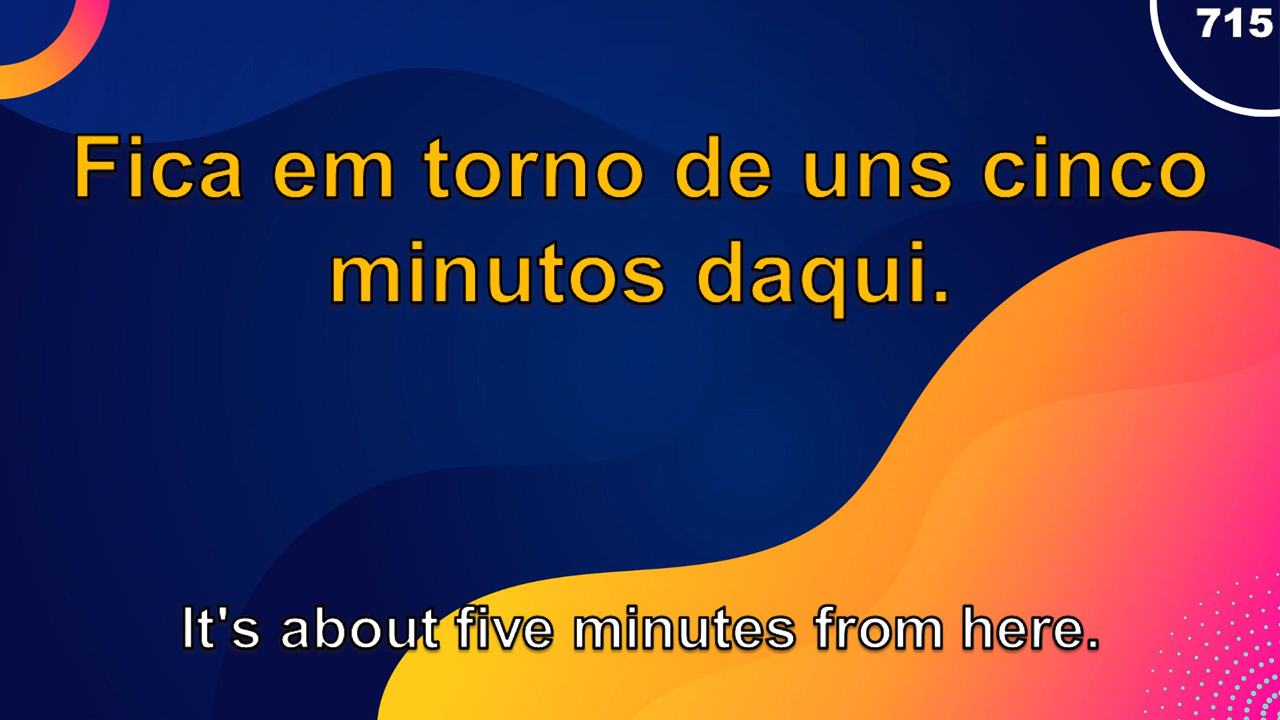 715
Fica em torno de uns cinco
minutos daqui.
It's about five minutes from here.